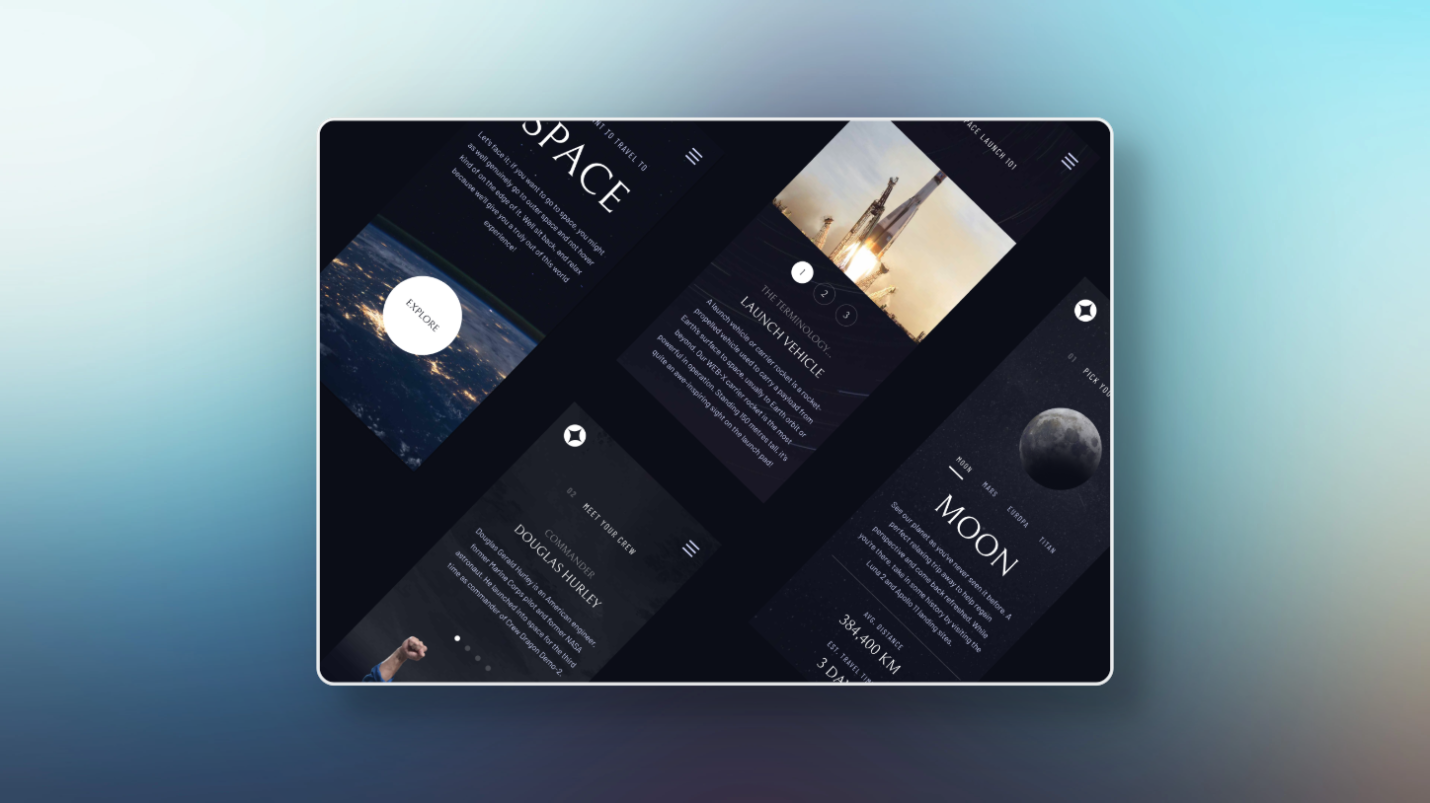 TO TRAVEL TO
SPACE
Let's face it; if you want to go to space, you might
as well genuinely go to outer space and not hover
kind of on the edge of it. Well sit back, and relax
because we'll give you a truly out of this world
experience!
EXPLORE
LAUNCH 101
1
2
3
THE TERMINOLOGY...
LAUNCH VEHICLE
A launch vehicle or carrier rocket is a rocket-
propelled vehicle used to carry a payload from
Earth's surface to space, usually to Earth orbit or
beyond. Our WEB-X carrier rocket is the most
powerful in operation. Standing 150 metres tall, it's
quite an awe-inspiring sight on the launch pad!
02 MEET YOUR CREW
COMMANDER
DOUGLAS HURLEY
Douglas Gerald Hurley is an American engineer,
former Marine Corps pilot and former NASA
astronaut. He launched into space for the third
time as commander of Crew Dragon Demo-2.
01 PICK
MOON MARS EUROPA TITAN
MOON
See our planet as you've never seen it before. A
perfect relaxing trip away to help regain
perspective and come back refreshed. While
you're there, take in some history by visiting the
Luna 2 and Apollo 11 landing sites.
AVG. DISTANCE
384,400 KM
EST. TRAVEL
3